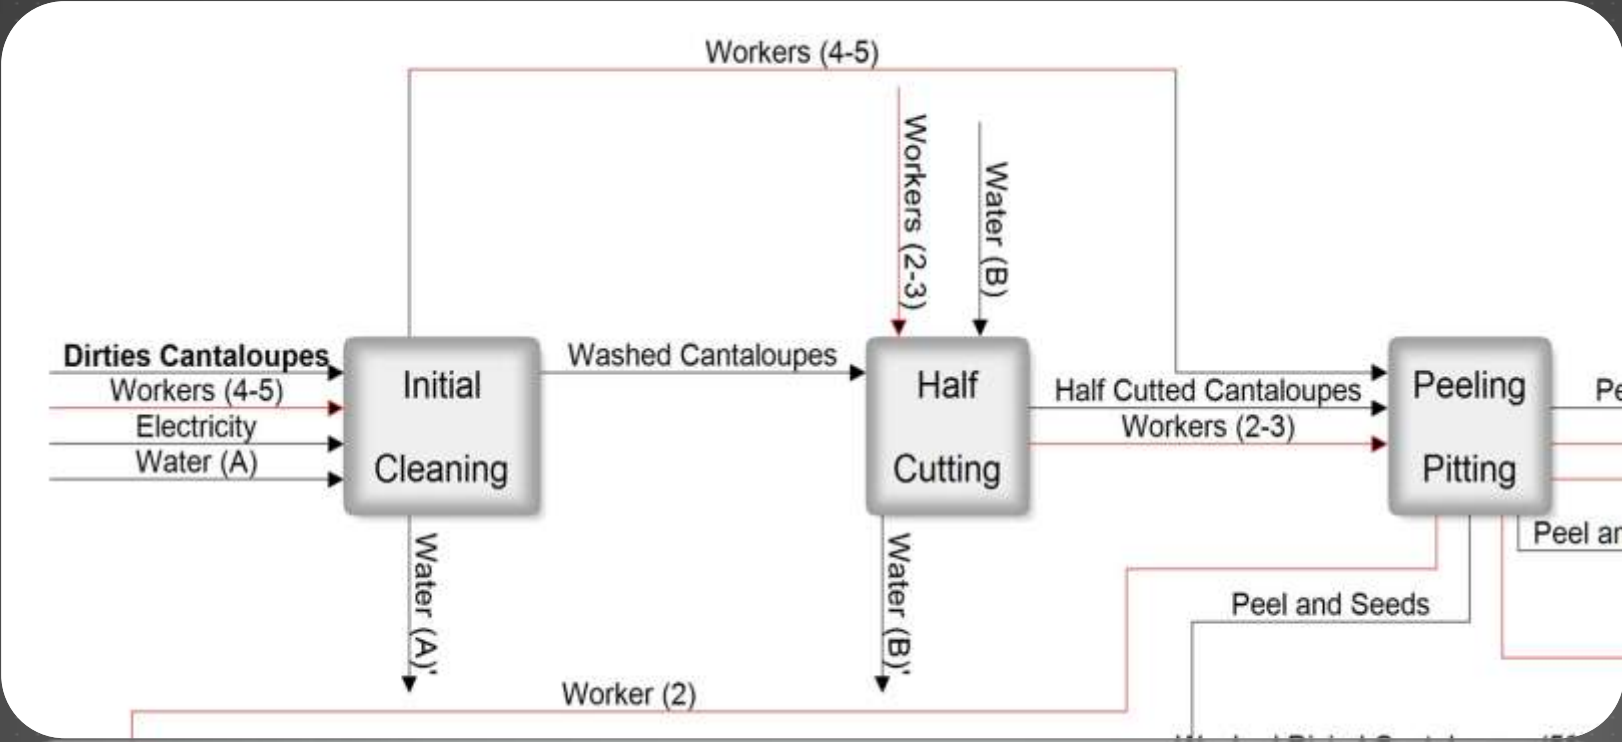 Workers (4-5)
Workers (2-3)
Water (B)
Dirties Cantaloupes
Workers (4-5)
Electricity
Water (A)
Initial
Cleaning
Washed Cantaloupes
Half
Cutting
Half Cutted Cantaloupes
Workers (2-3)
Peeling
Pitting
Water (A)'
Water (B)'
Peel and Seeds
Worker (2)